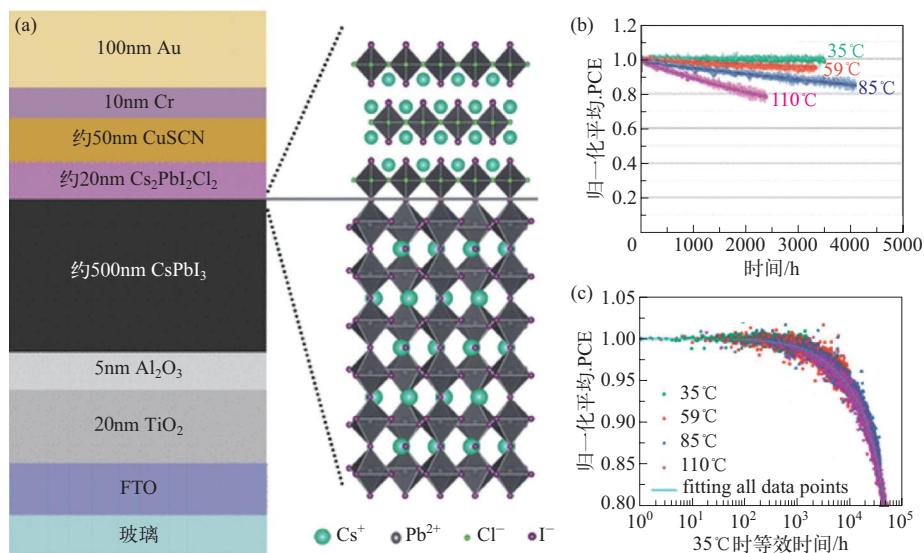 (a)
100nm Au
10nm Cr
约50nm CuSCN
约20nm Cs₂PbI₂Cl₂
约500nm CsPbI₃
5nm Al₂O₃
20nm TiO₂
FTO
玻璃
Cs⁺ Pb²⁺ Cl⁻ I⁻
(b)
归一化平均.PCE
1.2
1.0
0.8
0.6
0.4
0.2
35℃
59℃
85℃
110℃
0 1000 2000 3000 4000 5000
时间/h
(c)
归一化平均.PCE
1.05
1.00
0.95
0.90
0.85
0.80
35℃
59℃
85℃
110℃
fitting all data points
10⁰ 10¹ 10² 10³ 10⁴ 10⁵
35℃时等效时间/h